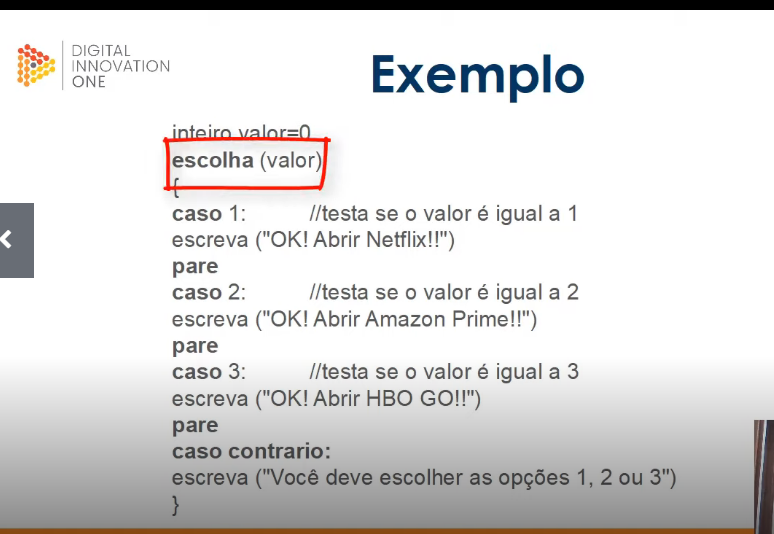 DIGITAL
INNOVATION
ONE
Exemplo
inteiro valor=0
escolha (valor)
{
caso 1: //testa se o valor é igual a 1
escreva ("OK! Abrir Netflix!!")
pare
caso 2: //testa se o valor é igual a 2
escreva ("OK! Abrir Amazon Prime!!")
pare
caso 3: //testa se o valor é igual a 3
escreva ("OK! Abrir HBO GO!!")
pare
caso contrario:
escreva ("Você deve escolher as opções 1, 2 ou 3")
}